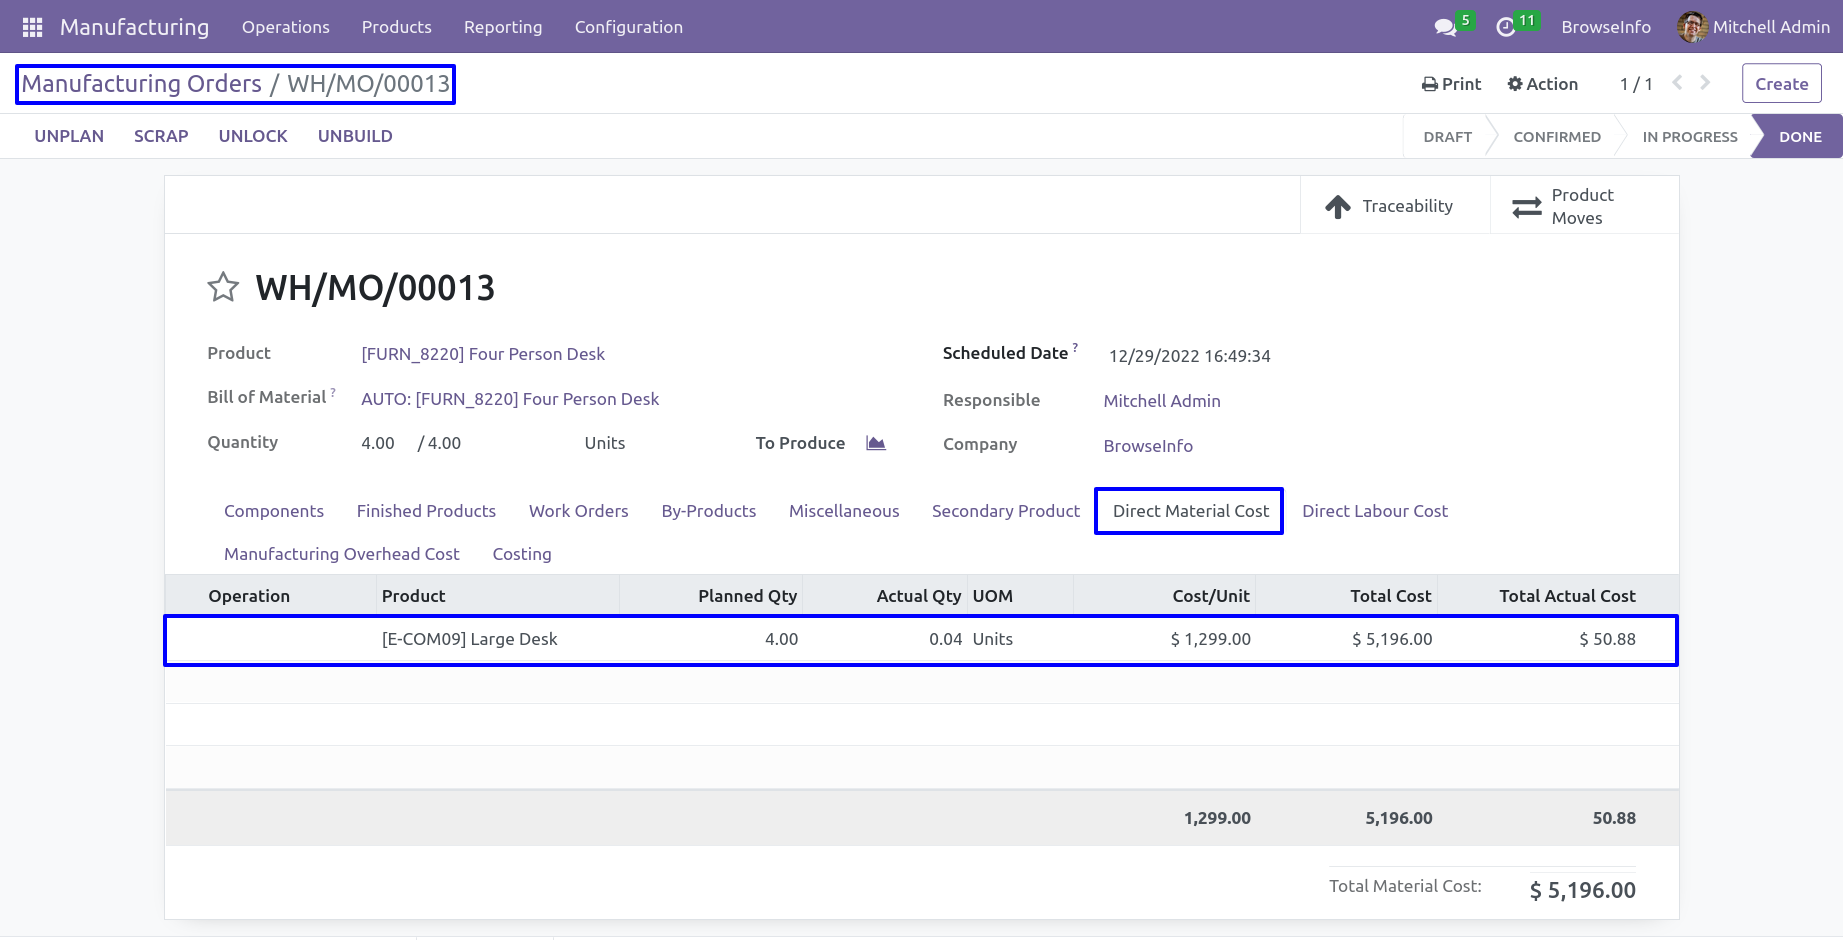 Manufacturing Operations Products Reporting Configuration 5 11 BrowseInfo Mitchell Admin
Manufacturing Orders / WH/MO/00013 Print Action 1 / 1 Create
UNPLAN SCRAP UNLOCK UNBUILD DRAFT CONFIRMED IN PROGRESS DONE
Traceability Product
Moves
WH/MO/00013
Product [FURN_8220] Four Person Desk Scheduled Date ? 12/29/2022 16:49:34
Bill of Material ? AUTO: [FURN_8220] Four Person Desk Responsible Mitchell Admin
Quantity 4.00 / 4.00 Units To Produce Company BrowseInfo
Components Finished Products Work Orders By-Products Miscellaneous Secondary Product Direct Material Cost Direct Labour Cost
Manufacturing Overhead Cost Costing
Operation Product Planned Qty Actual Qty UOM Cost/Unit Total Cost Total Actual Cost
[E-COM09] Large Desk 4.00 0.04 Units $ 1,299.00 $ 5,196.00 $ 50.88
1,299.00 5,196.00 50.88
Total Material Cost: $ 5,196.00